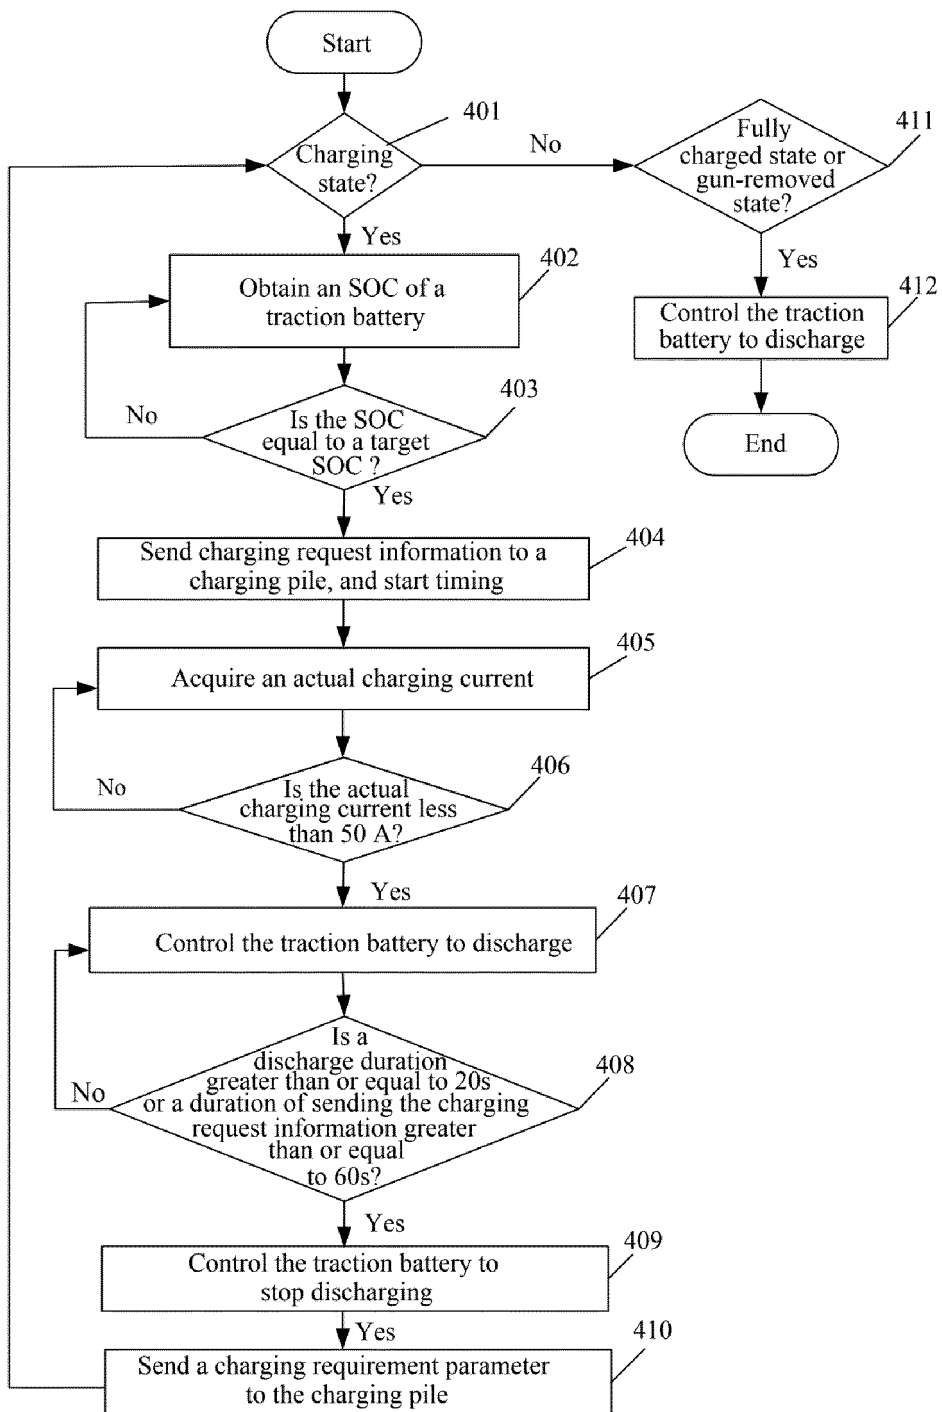 Start
401
Charging
state?
No
Fully
charged state or
gun-removed
state?
411
Yes
Yes
Obtain an SOC of a
traction battery
402
Control the traction
battery to discharge
412
No
Is the SOC
equal to a target
SOC ?
403
End
Yes
Send charging request information to a
charging pile, and start timing
404
Acquire an actual charging current
405
No
Is the actual
charging current less
than 50 A?
406
Yes
Control the traction battery to discharge
407
No
Is a
discharge duration
greater than or equal to 20s
or a duration of sending the charging
request information greater
than or equal
to 60s?
408
Yes
Control the traction battery to
stop discharging
409
Yes
Send a charging requirement parameter
to the charging pile
410